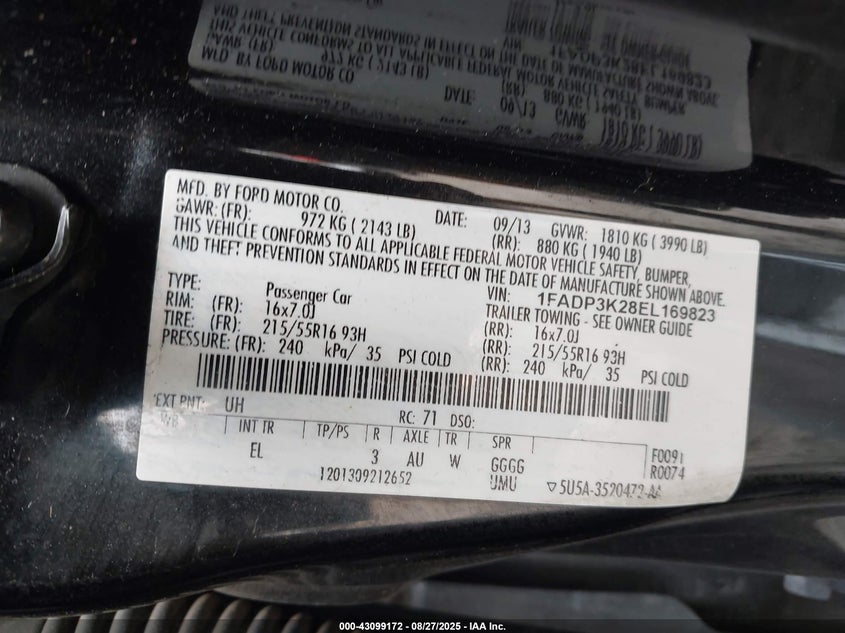 MFD. BY FORD MOTOR CO.
DATE: 09/13 GVWR: 1810 KG ( 3990 LB)
GAWR: (FR): 972 KG ( 2143 LB) (RR): 880 KG ( 1940 LB)
THIS VEHICLE CONFORMS TO ALL APPLICABLE FEDERAL MOTOR VEHICLE SAFETY, BUMPER,
AND THEFT PREVENTION STANDARDS IN EFFECT ON THE DATE OF MANUFACTURE SHOWN ABOVE.
VIN: 1FADP3K28EL169823
TYPE: Passenger Car TRAILER TOWING - SEE OWNER GUIDE
RIM: (FR): 16x7.0J (RR): 16x7.0J
TIRE: (FR): 215/55R16 93H (RR): 215/55R16 93H
PRESSURE: (FR): 240 kPa/ 35 PSI COLD (RR): 240 kPa/ 35 PSI COLD
EXT PNT: UH RC: 71 DSO:
WB INT TR TP/PS R AXLE TR SPR F0091
EL 3 AU W GGGG R0074
1201309212652 UMU ▽5U5A-3520472-AA
000-43099172 - 08/27/2025 - IAA Inc.